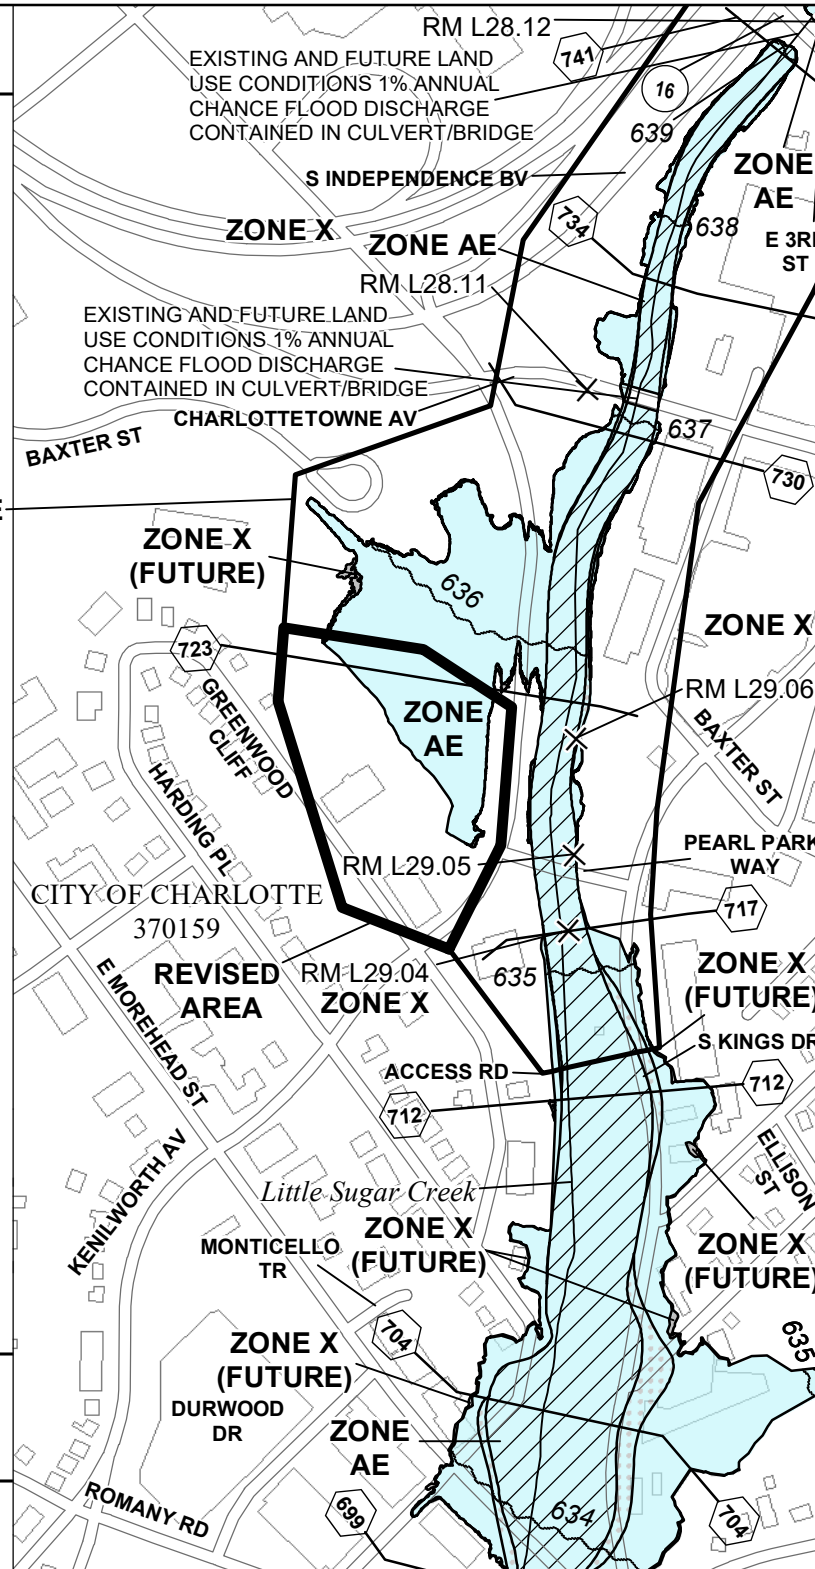 RM L28.12
EXISTING AND FUTURE LAND
USE CONDITIONS 1% ANNUAL
CHANCE FLOOD DISCHARGE
CONTAINED IN CULVERT/BRIDGE
741
16
639
S INDEPENDENCE BV
ZONE
AE
ZONE X
734
638
E 3R
ST
ZONE AE
RM L28.11
EXISTING AND FUTURE LAND
USE CONDITIONS 1% ANNUAL
CHANCE FLOOD DISCHARGE
CONTAINED IN CULVERT/BRIDGE
CHARLOTTETOWNE AV
637
BAXTER ST
730
ZONE X
(FUTURE)
636
ZONE X
723
GREENWOOD
CLIFF
RM L29.06
ZONE
AE
BAXTER ST
HARDING PL
PEARL PARK
WAY
RM L29.05
CITY OF CHARLOTTE
370159
717
REVISED
AREA
RM L29.04
ZONE X
635
ZONE X
(FUTURE)
E MOREHEAD ST
S KINGS DR
ACCESS RD
712
712
KENILWORTH AV
ELLISON
ST
Little Sugar Creek
ZONE X
(FUTURE)
MONTICELLO
TR
ZONE X
(FUTURE)
704
635
ZONE X
(FUTURE)
DURWOOD
DR
ZONE
AE
ROMANY RD
699
634
704